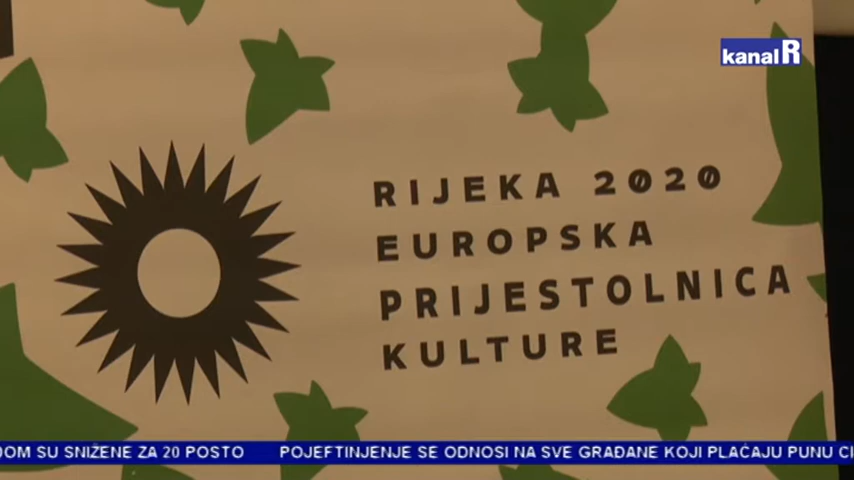 kanal R
RIJEKA 2020
EUROPSKA
PRIJESTOLNICA
KULTURE
SU SNIŽENE ZA 20 POSTO POJEFTINJENJE SE ODNOSI NA SVE GRAĐANE KOJI PLAĆAJU PUNU